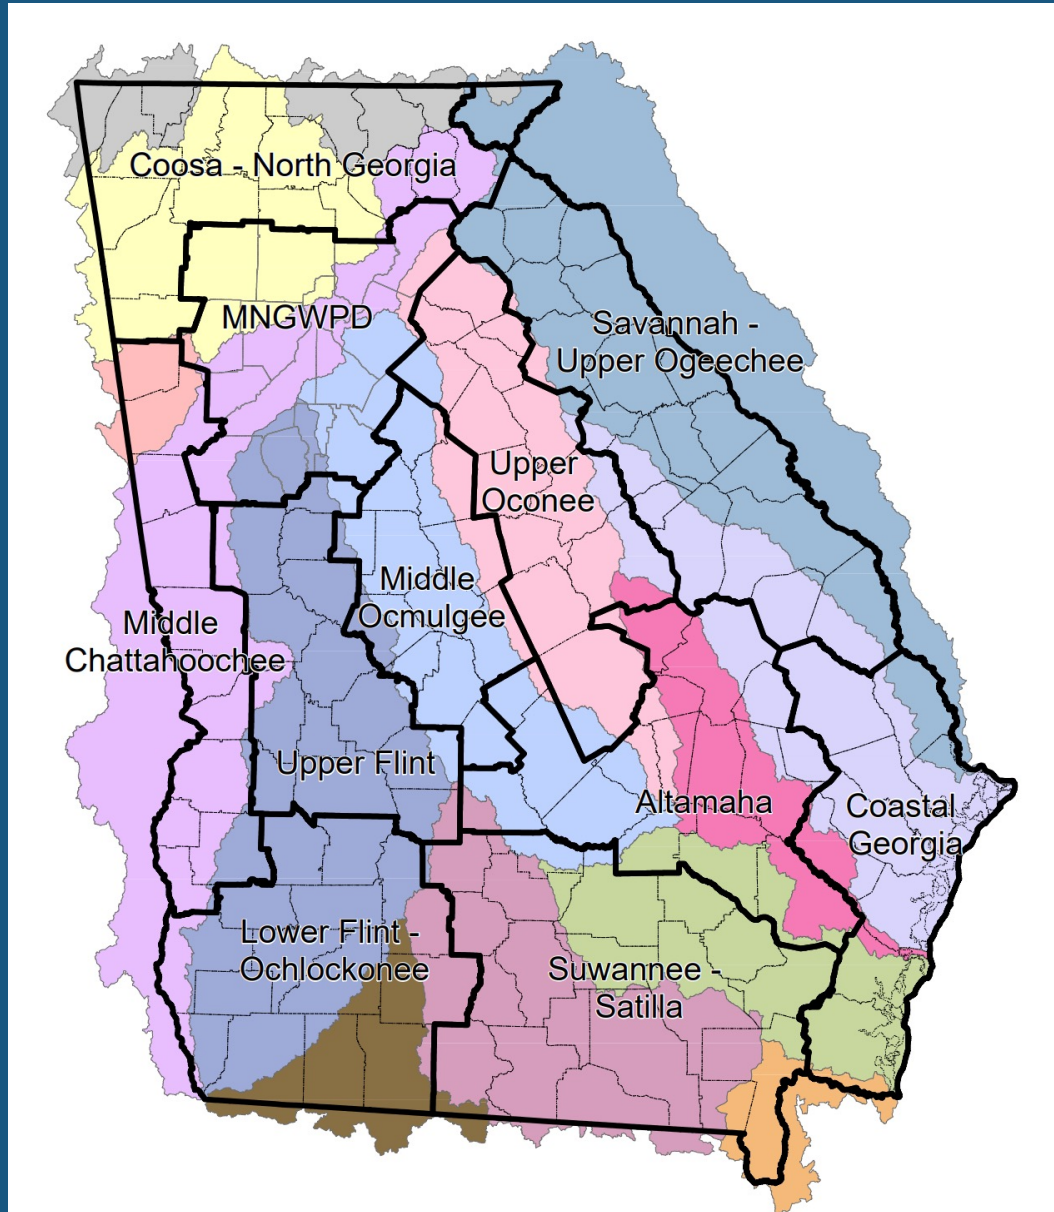 Coosa - North Georgia
MNGWPD
Savannah -
Upper Ogeechee
Upper
Oconee
Middle
Ocmulgee
Middle
Chattahoochee
Upper Flint
Altamaha
Coastal
Georgia
Lower Flint -
Ochlockonee
Suwannee -
Satilla